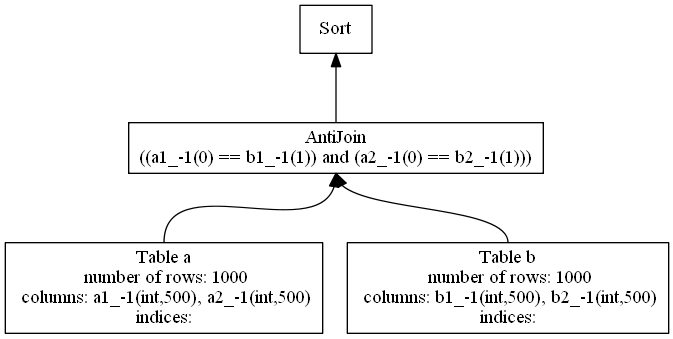 Sort
AntiJoin
((a1_-1(0) == b1_-1(1)) and (a2_-1(0) == b2_-1(1)))
Table a
number of rows: 1000
columns: a1_-1(int,500), a2_-1(int,500)
indices:
Table b
number of rows: 1000
columns: b1_-1(int,500), b2_-1(int,500)
indices: